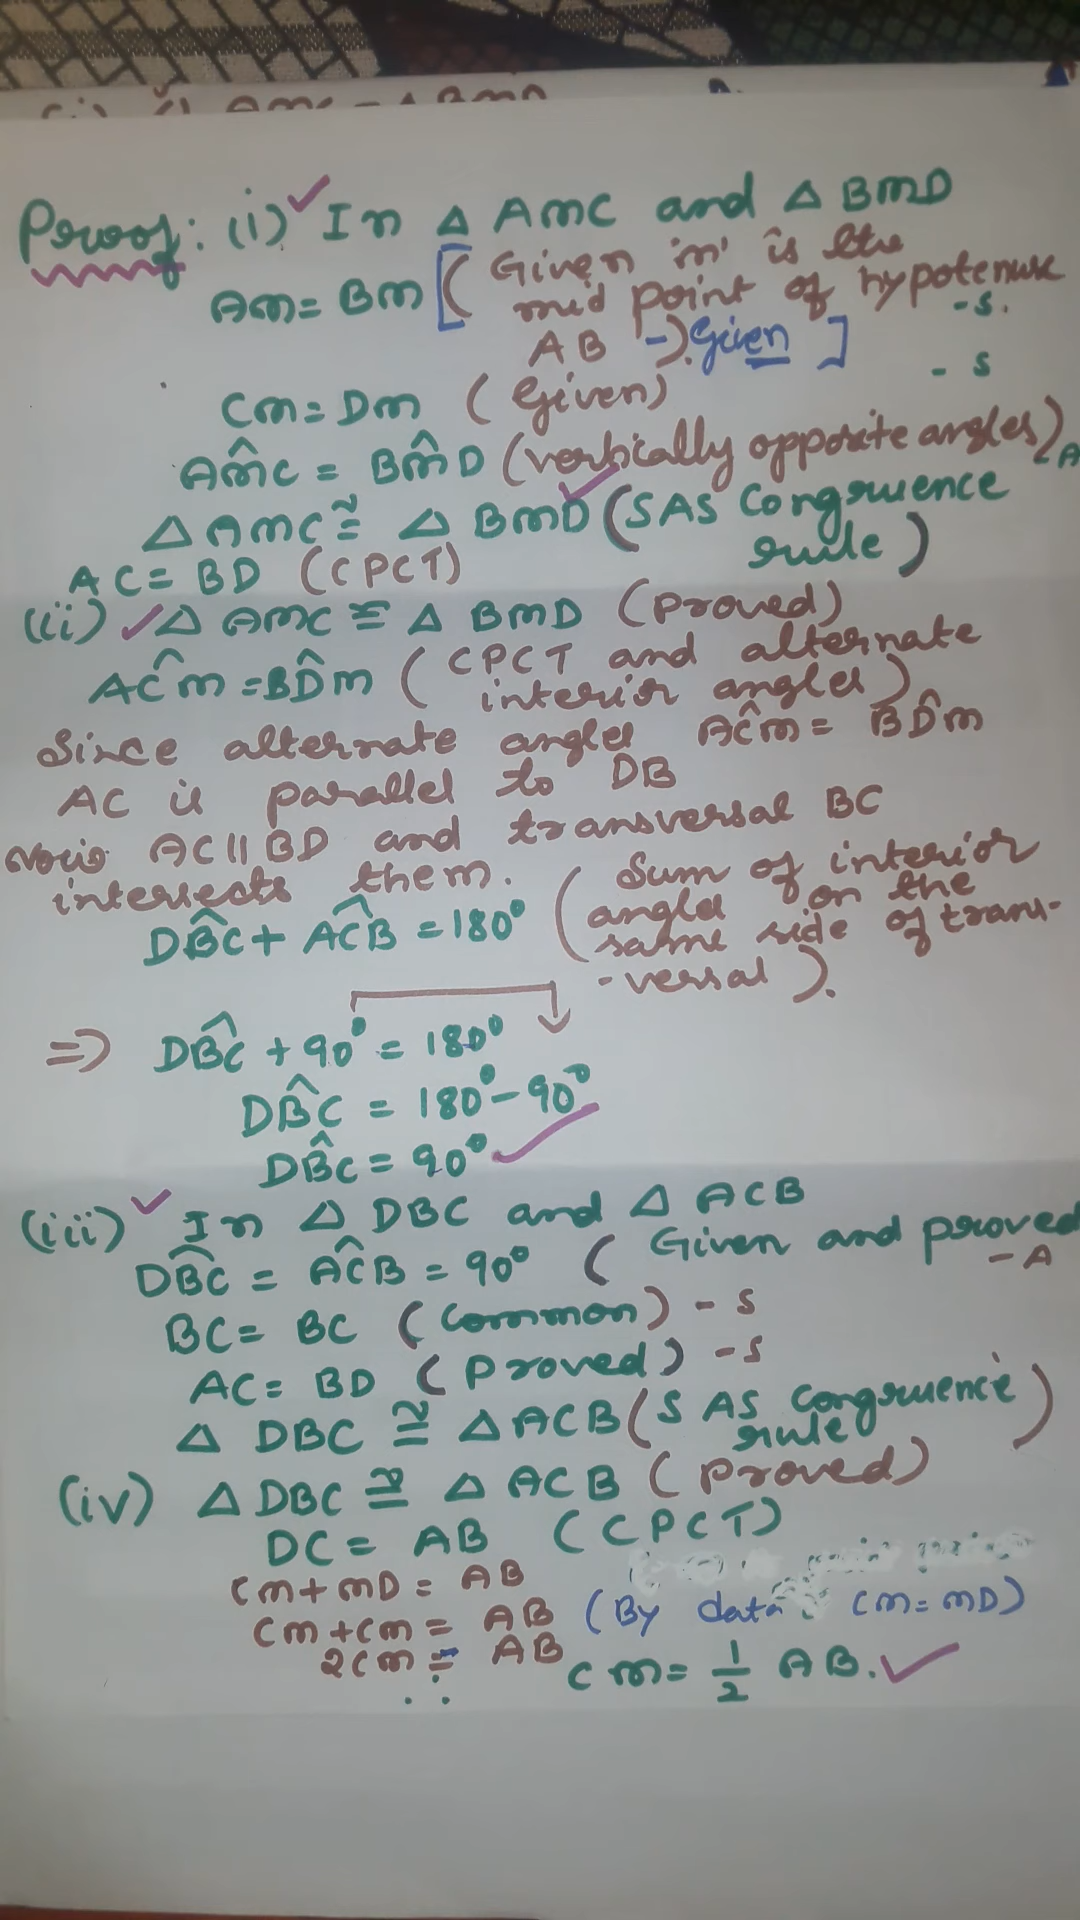 Proof: (i) In △ AMC and △ BMD
AM = BM [( Given 'm' is the
mid point of hypotenuse
AB -). Given ] - S.
CM = DM ( Given) - S
AM̂C = BM̂D (vertically opposite angles) - A
△ AMC ≅ △ BMD (SAS Congruence
rule )
AC = BD (CPCT)
(ii) △ AMC ≅ △ BMD (Proved)
AĈM = BD̂M ( CPCT and alternate
interior angles)
Since alternate angles AĈM = BD̂M
AC is parallel to DB
Now AC || BD and transversal BC
intersects them. ( Sum of interior
DB̂C + AĈB = 180° angles on the
same side of trans-
-versal ).
=> DB̂C + 90° = 180°
DB̂C = 180° - 90°
DB̂C = 90°
(iii) In △ DBC and △ ACB
DB̂C = AĈB = 90° ( Given and proved
- A
BC = BC ( Common) - S
AC = BD ( Proved) - S
△ DBC ≅ △ ACB (SAS Congruence
rule )
(iv) △ DBC ≅ △ ACB ( Proved)
DC = AB ( CPCT)
CM + MD = AB
CM + CM = AB (By data : CM = MD)
2CM = AB
∴ CM = 1/2 AB.